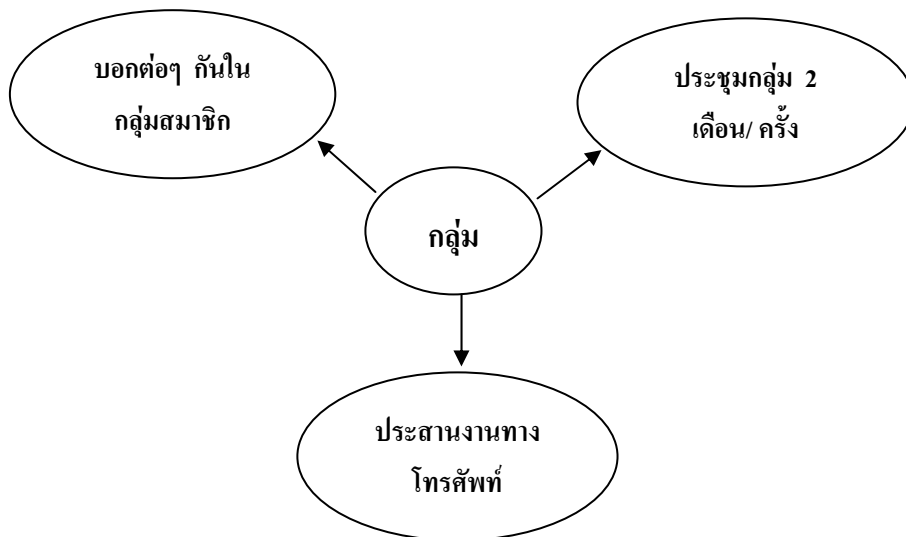 บอกต่อๆ กันใน
กลุ่มสมาชิก
ประชุมกลุ่ม 2
เดือน/ ครั้ง
กลุ่ม
ประสานงานทาง
โทรศัพท์